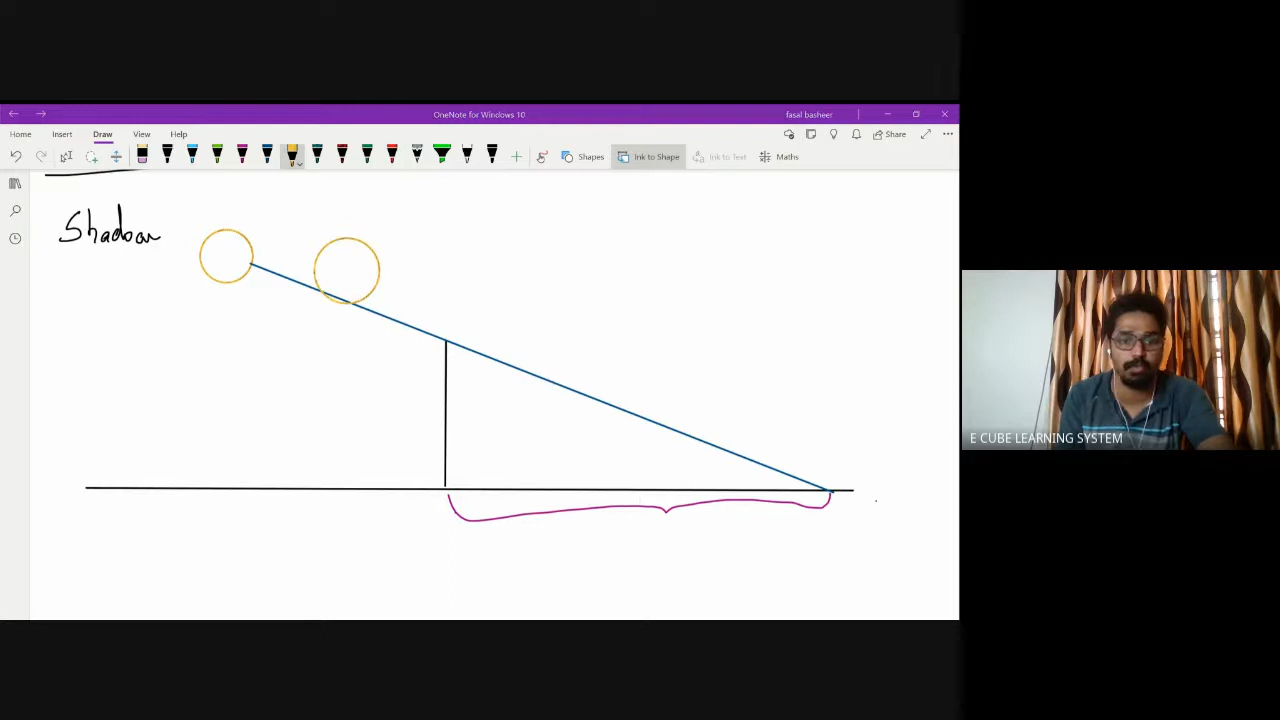 OneNote for Windows 10
fasal basheer
Home Insert Draw View Help
Share
Shapes
Ink to Shape
Ink to Text
Maths
Shadow
E CUBE LEARNING SYSTEM